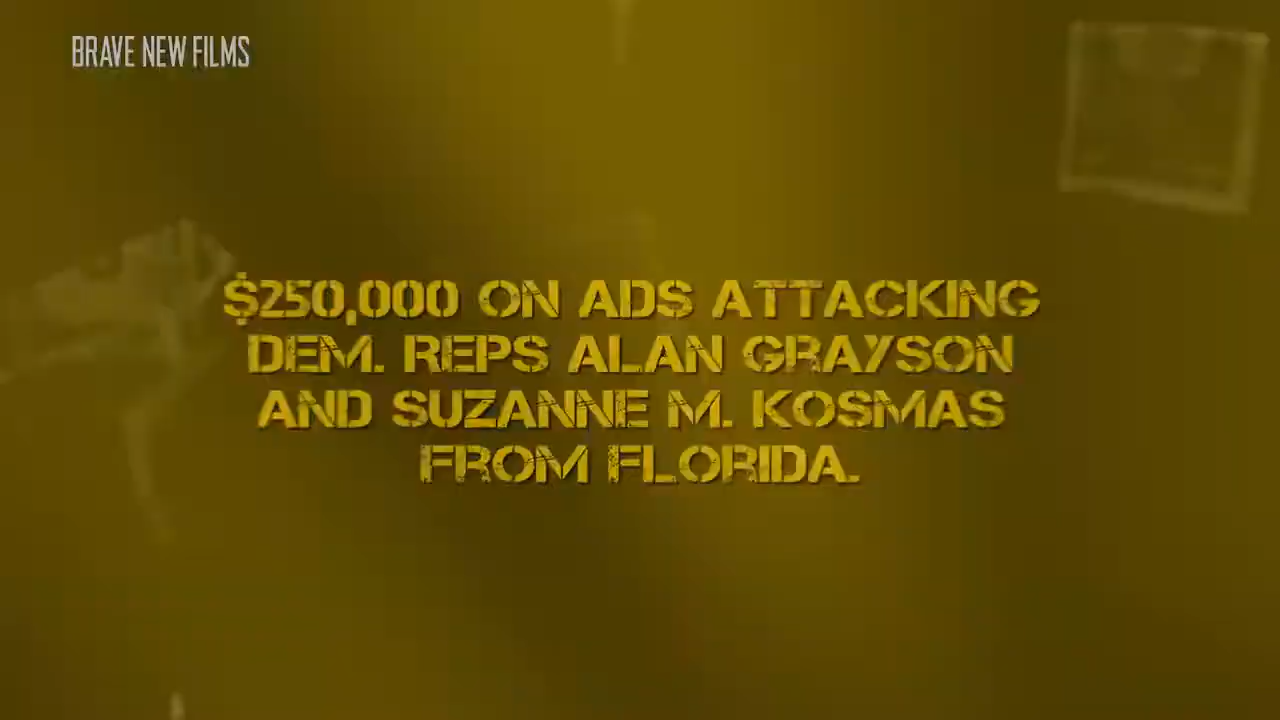 BRAVE NEW FILMS
$250,000 ON ADS ATTACKING
DEM. REPS ALAN GRAYSON
AND SUZANNE M. KOSMAS
FROM FLORIDA.